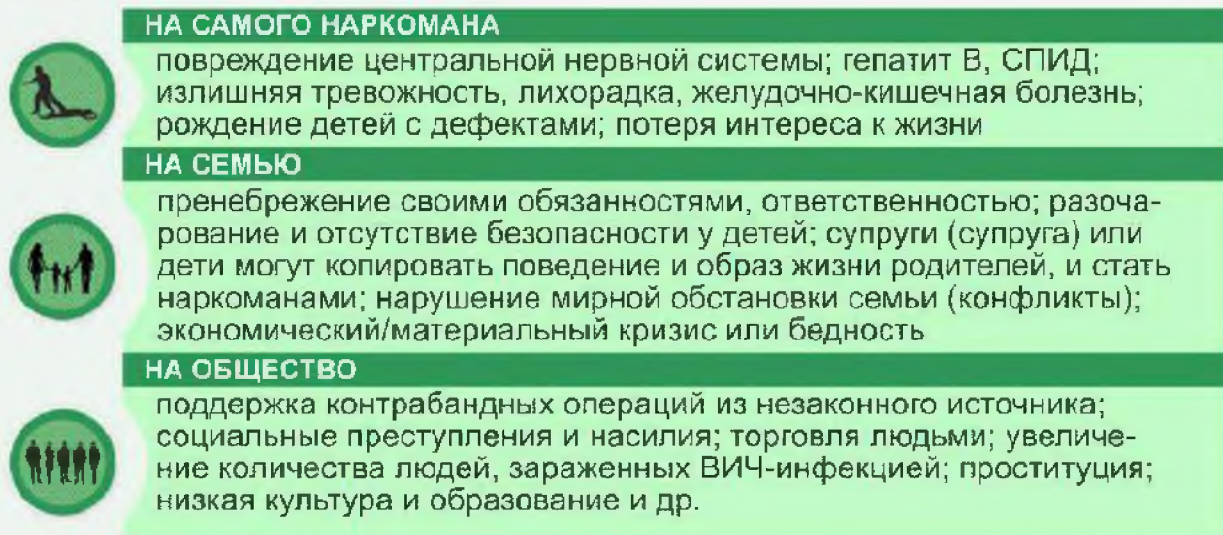 НА САМОГО НАРКОМАНА
повреждение центральной нервной системы; гепатит В, СПИД;
излишняя тревожность, лихорадка, желудочно-кишечная болезнь;
рождение детей с дефектами; потеря интереса к жизни
НА СЕМЬЮ
пренебрежение своими обязанностями, ответственностью; разоча-
рование и отсутствие безопасности у детей; супруги (супруга) или
дети могут копировать поведение и образ жизни родителей, и стать
наркоманами; нарушение мирной обстановки семьи (конфликты);
экономический/материальный кризис или бедность
НА ОБЩЕСТВО
поддержка контрабандных операций из незаконного источника;
социальные преступления и насилия; торговля людьми; увеличе-
ние количества людей, зараженных ВИЧ-инфекцией; проституция;
низкая культура и образование и др.